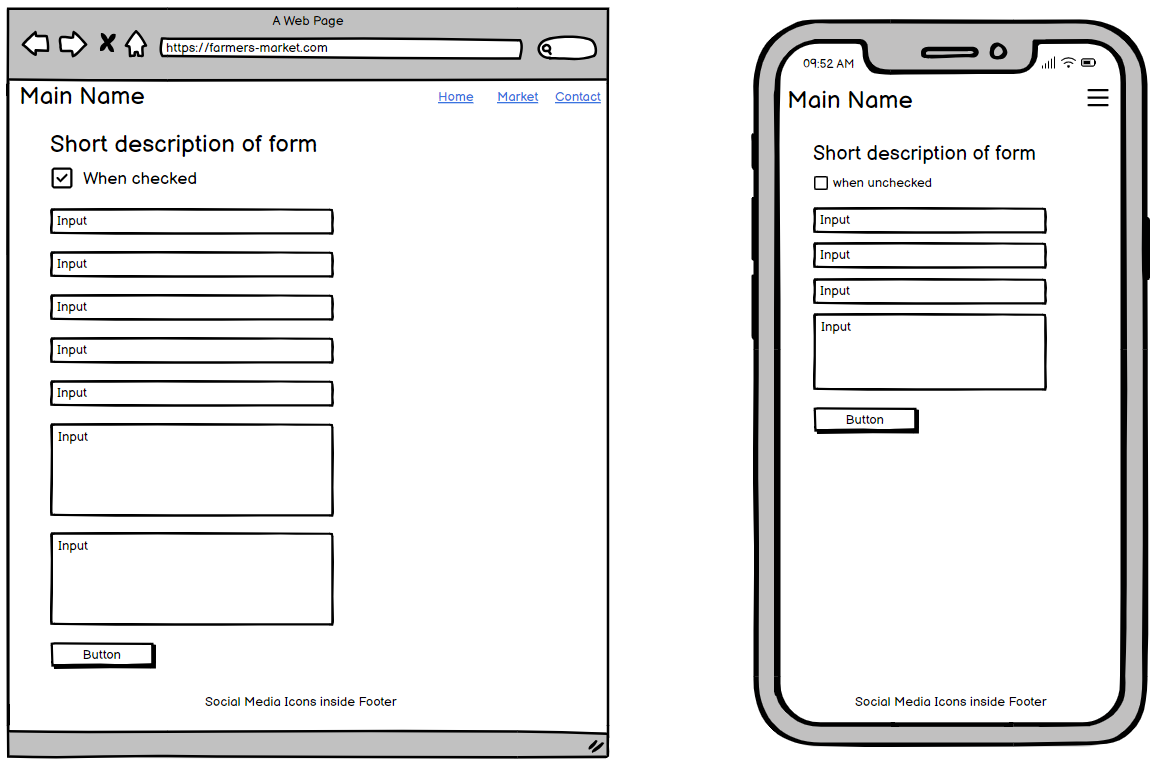 A Web Page
https://farmers-market.com
Main Name
Home Market Contact
Short description of form
When checked
Input
Input
Input
Input
Input
Input
Input
Button
Social Media Icons inside Footer
09:52 AM
Main Name
Short description of form
when unchecked
Input
Input
Input
Input
Button
Social Media Icons inside Footer